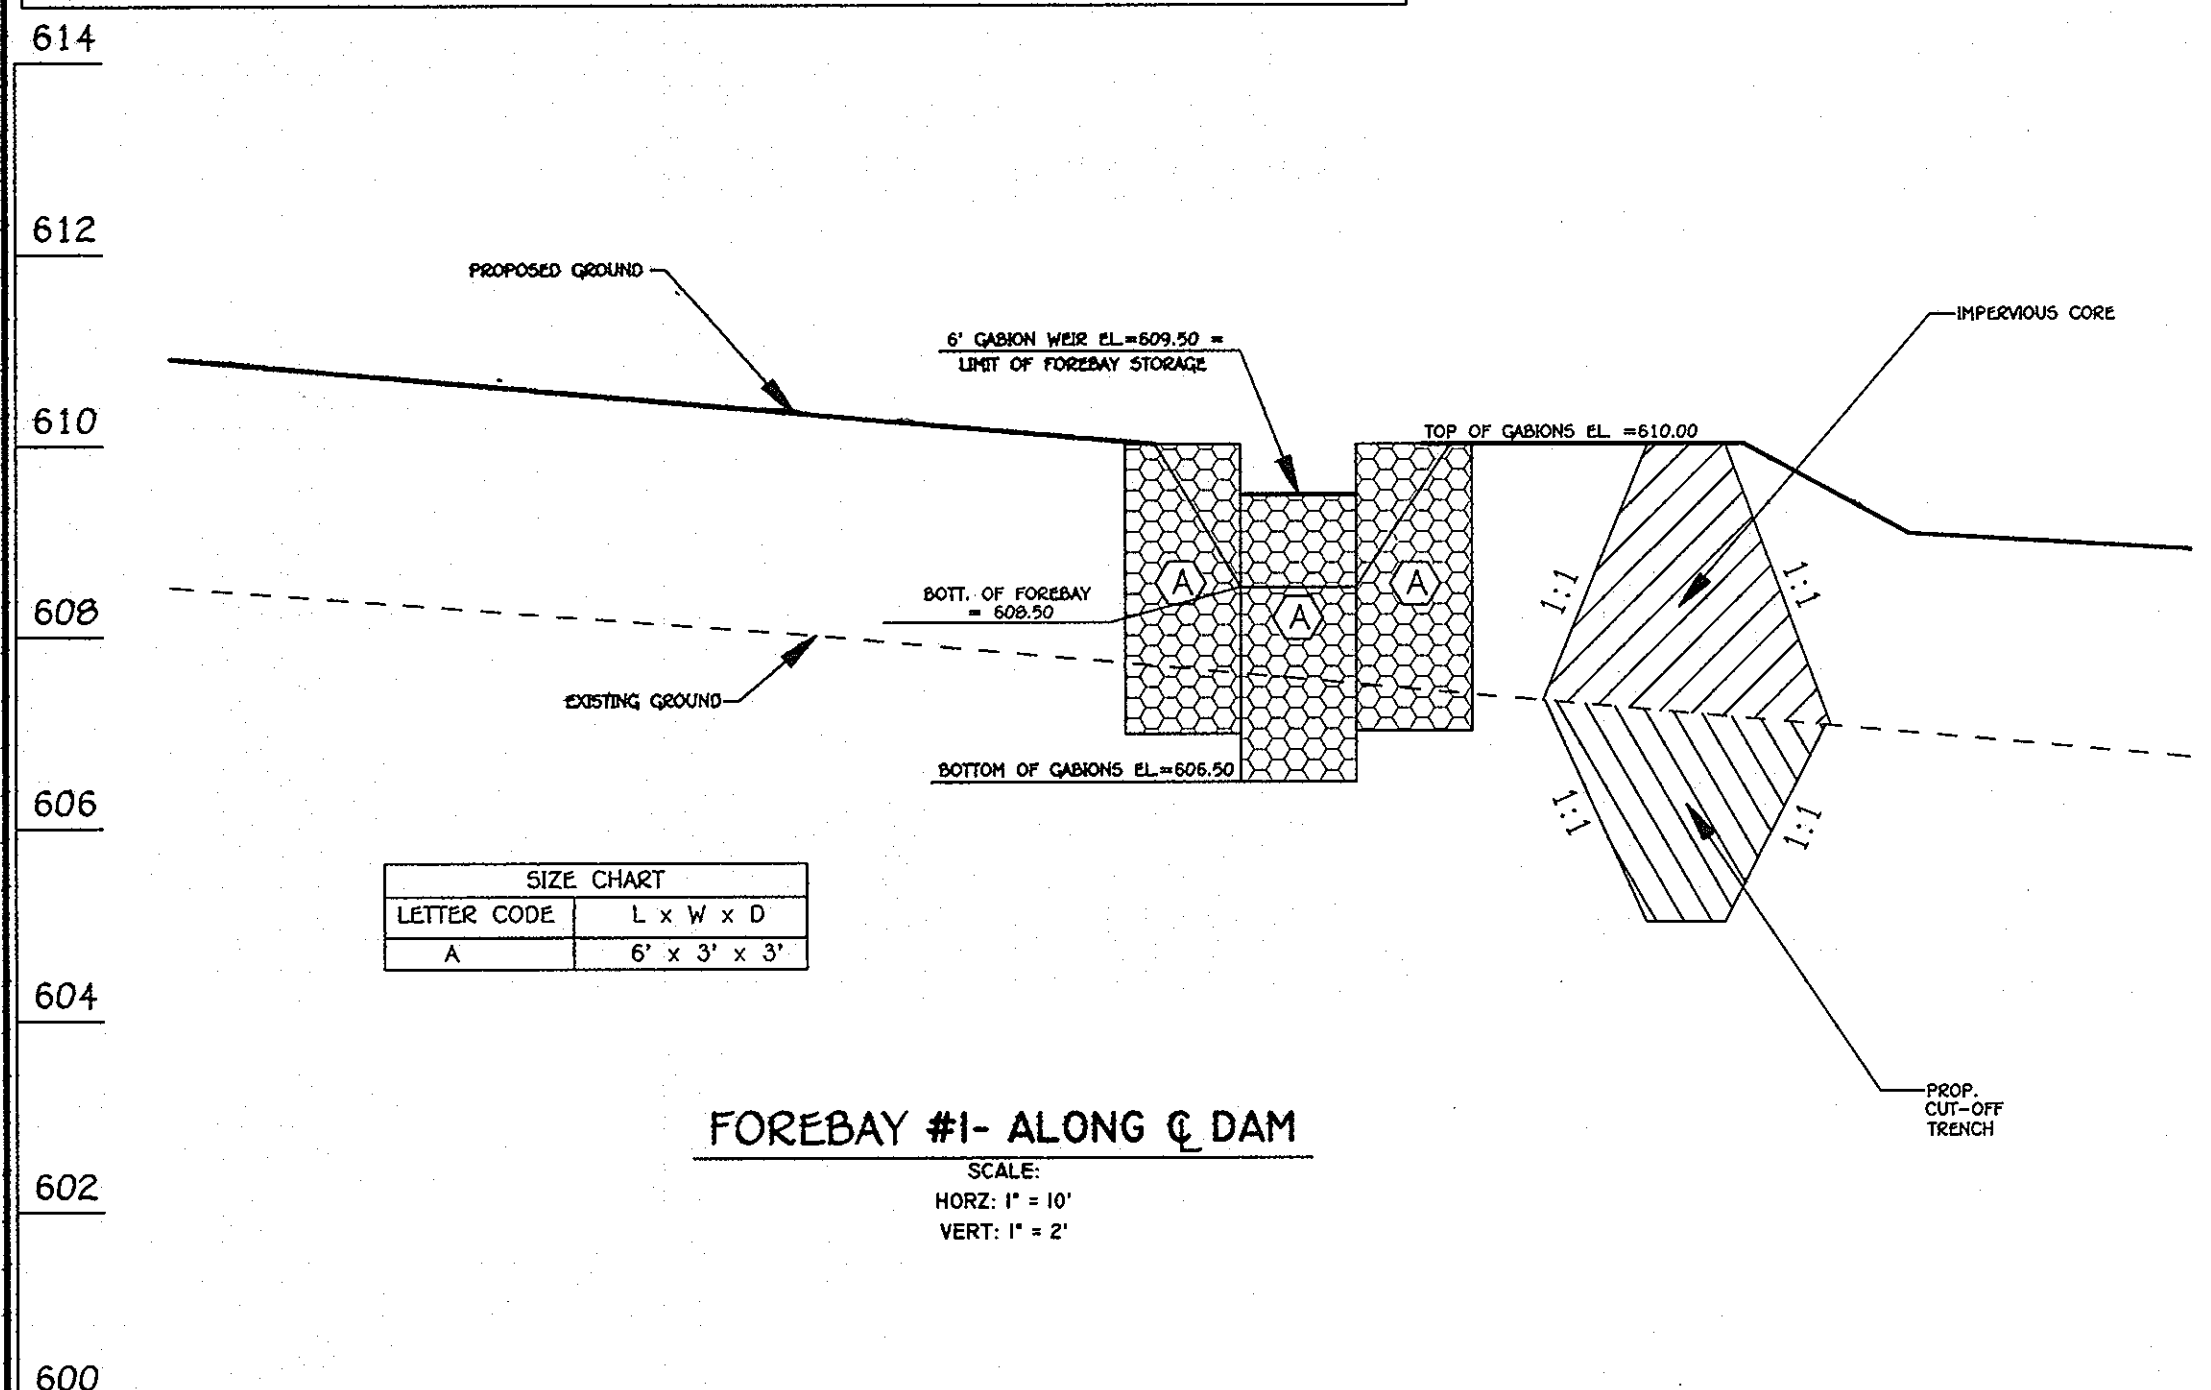 614
612
PROPOSED GROUND
IMPERVIOUS CORE
6' GABION WEIR EL.=609.50 =
LIMIT OF FOREBAY STORAGE
610
TOP OF GABIONS EL. =610.00
A
A
A
1:1
1:1
BOTT. OF FOREBAY
= 608.50
608
EXISTING GROUND
BOTTOM OF GABIONS EL.=606.50
606
1:1
1:1
SIZE CHART
LETTER CODE L x W x D
A 6' x 3' x 3'
604
PROP.
CUT-OFF
TRENCH
FOREBAY #1- ALONG ℄ DAM
SCALE:
HORZ: 1" = 10'
VERT: 1" = 2'
602
600